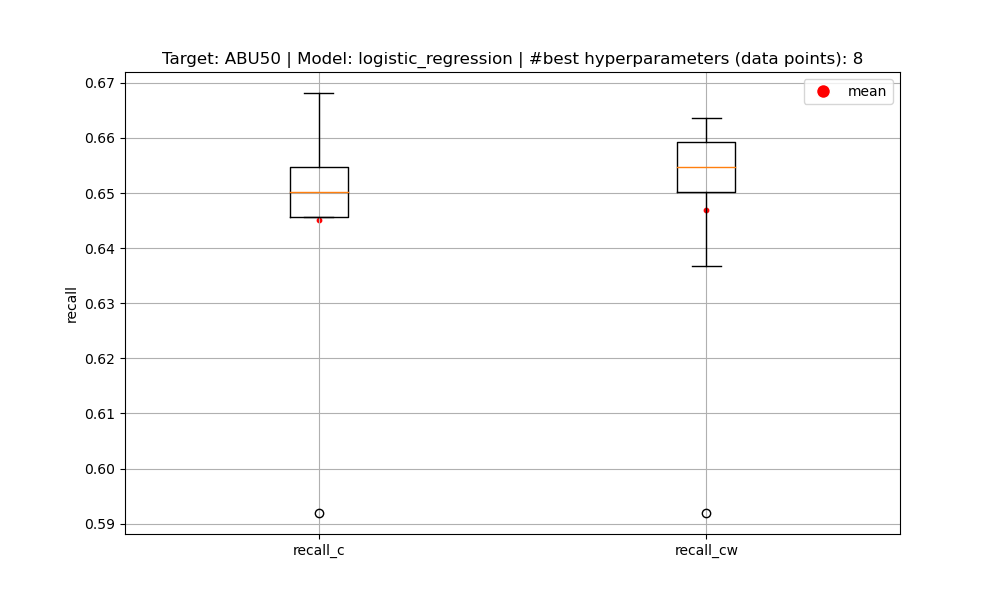 Target: ABU50 | Model: logistic_regression | #best hyperparameters (data points): 8
mean
0.67
0.66
0.65
0.64
0.63
0.62
0.61
0.60
0.59
recall
recall_c
recall_cw